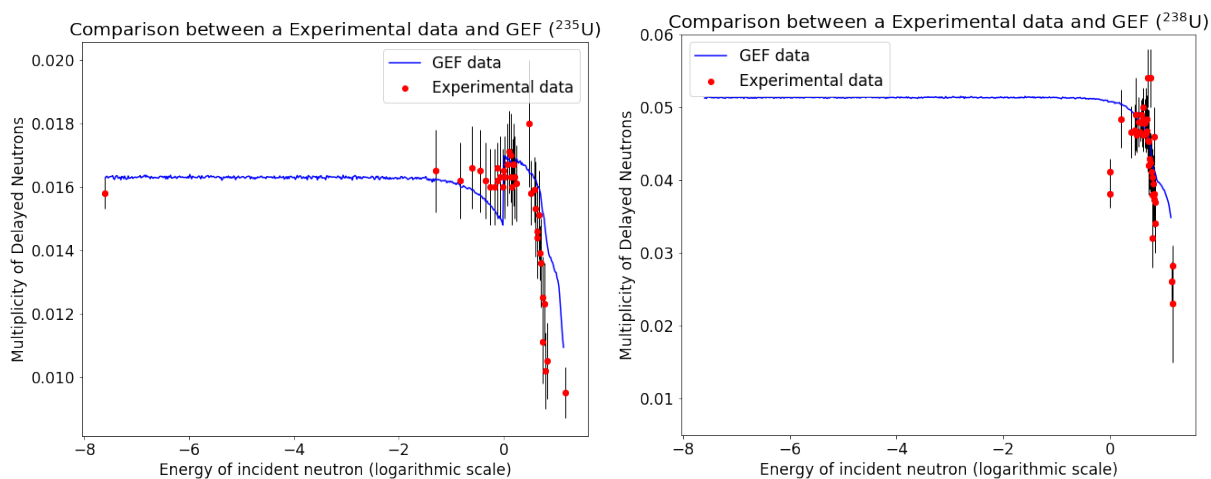 Comparison between a Experimental data and GEF (²³⁵U)
GEF data
Experimental data
0.020
0.018
0.016
0.014
0.012
0.010
Multiplicity of Delayed Neutrons
−8
−6
−4
−2
0
Energy of incident neutron (logarithmic scale)
Comparison between a Experimental data and GEF (²³⁸U)
GEF data
Experimental data
0.06
0.05
0.04
0.03
0.02
0.01
Multiplicity of Delayed Neutrons
−8
−6
−4
−2
0
Energy of incident neutron (logarithmic scale)